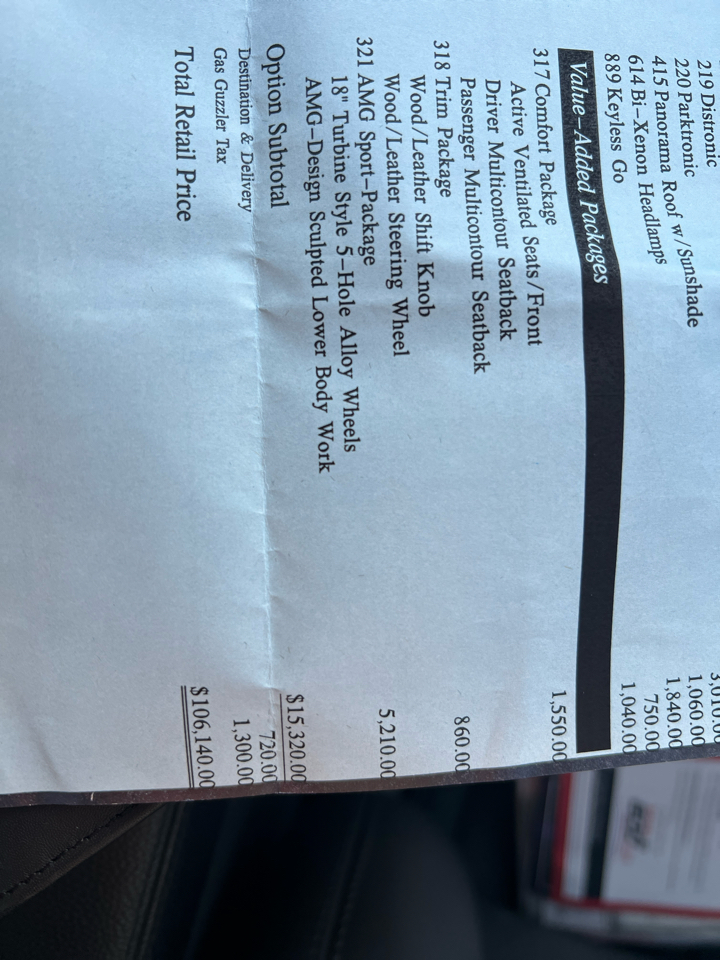 219 Distronic 3,010.00
220 Parktronic 1,060.00
415 Panorama Roof w/Sunshade 1,840.00
614 Bi-Xenon Headlamps 750.00
889 Keyless Go 1,040.00
Value-Added Packages
317 Comfort Package 1,550.00
Active Ventilated Seats/Front
Driver Multicontour Seatback
Passenger Multicontour Seatback
318 Trim Package 860.00
Wood/Leather Shift Knob
Wood/Leather Steering Wheel
321 AMG Sport-Package 5,210.00
18" Turbine Style 5-Hole Alloy Wheels
AMG-Design Sculpted Lower Body Work
Option Subtotal $15,320.00
Destination & Delivery 720.00
Gas Guzzler Tax 1,300.00
Total Retail Price $106,140.00